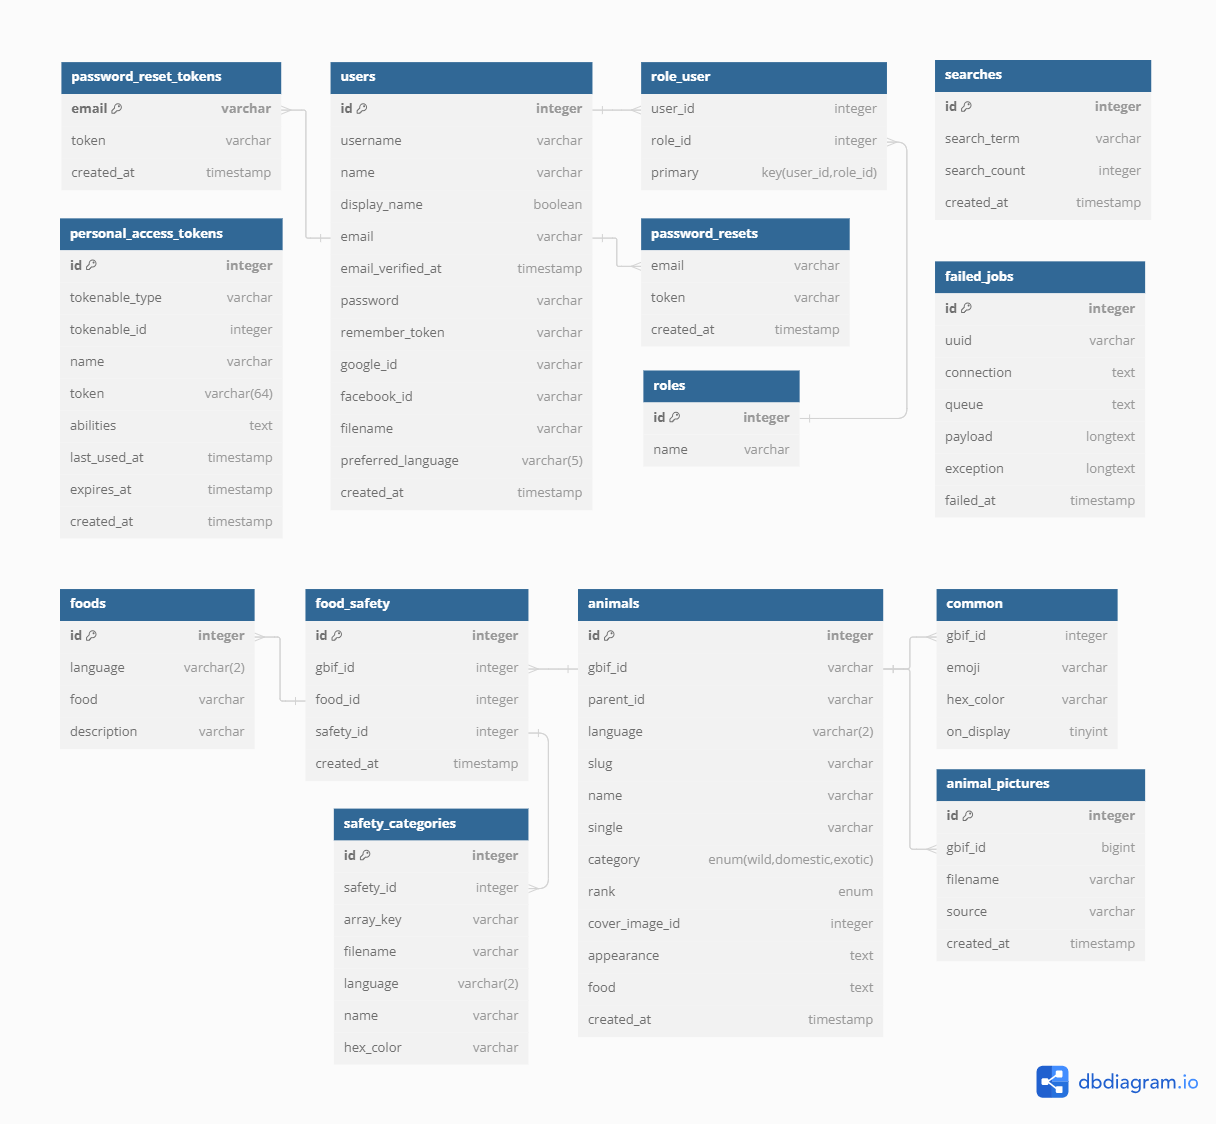 password_reset_tokens
email varchar
token varchar
created_at timestamp
users
id integer
username varchar
name varchar
display_name boolean
email varchar
email_verified_at timestamp
password varchar
remember_token varchar
google_id varchar
facebook_id varchar
filename varchar
preferred_language varchar(5)
created_at timestamp
role_user
user_id integer
role_id integer
primary key(user_id,role_id)
searches
id integer
search_term varchar
search_count integer
created_at timestamp
personal_access_tokens
id integer
tokenable_type varchar
tokenable_id integer
name varchar
token varchar(64)
abilities text
last_used_at timestamp
expires_at timestamp
created_at timestamp
password_resets
email varchar
token varchar
created_at timestamp
roles
id integer
name varchar
failed_jobs
id integer
uuid varchar
connection text
queue text
payload longtext
exception longtext
failed_at timestamp
foods
id integer
language varchar(2)
food varchar
description varchar
food_safety
id integer
gbif_id integer
food_id integer
safety_id integer
created_at timestamp
safety_categories
id integer
safety_id integer
array_key varchar
filename varchar
language varchar(2)
name varchar
hex_color varchar
animals
id integer
gbif_id varchar
parent_id varchar
language varchar(2)
slug varchar
name varchar
single varchar
category enum(wild,domestic,exotic)
rank enum
cover_image_id integer
appearance text
food text
created_at timestamp
common
gbif_id integer
emoji varchar
hex_color varchar
on_display tinyint
animal_pictures
id integer
gbif_id bigint
filename varchar
source varchar
created_at timestamp
dbdiagram.io